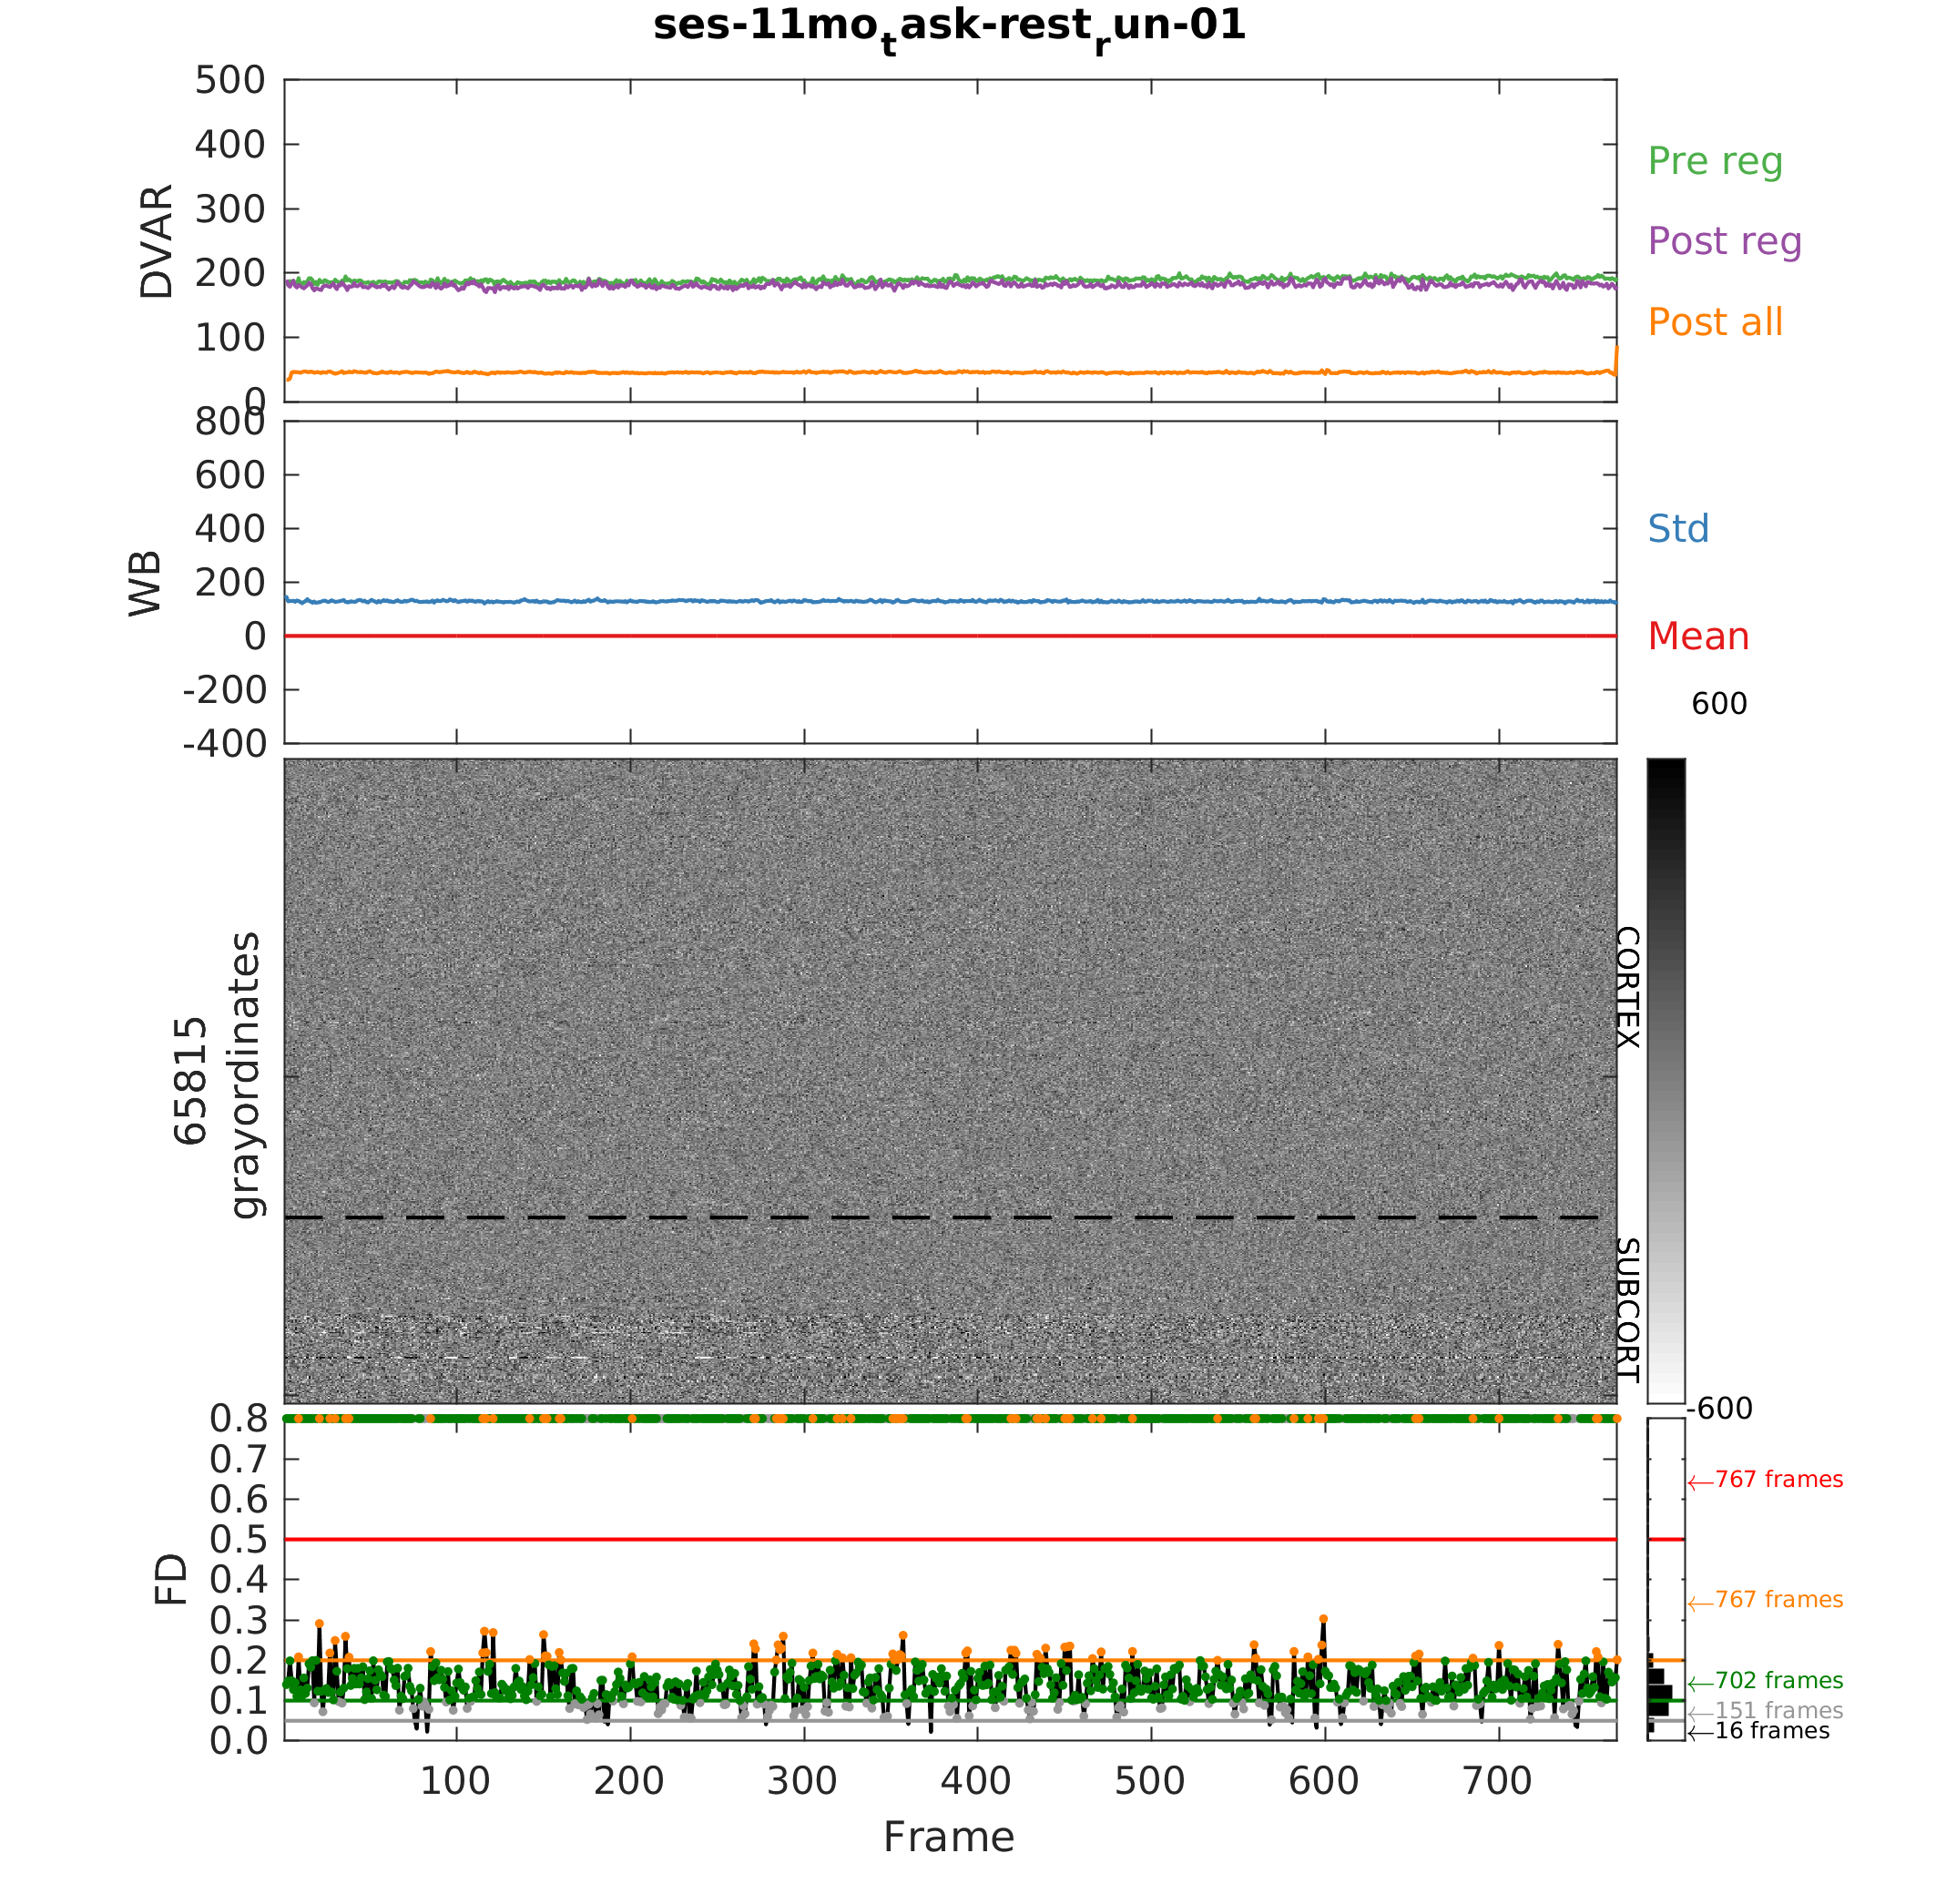 ses-11mo_task-rest_run-01
500
400
300
200
100
0
DVAR
Pre reg
Post reg
Post all
800
600
400
200
0
-200
-400
WB
Std
Mean
600
65815
grayordinates
CORTEX
SUBCORT
-600
0.8
0.7
0.6
0.5
0.4
0.3
0.2
0.1
0.0
FD
←767 frames
←767 frames
←702 frames
←151 frames
←16 frames
100 200 300 400 500 600 700
Frame